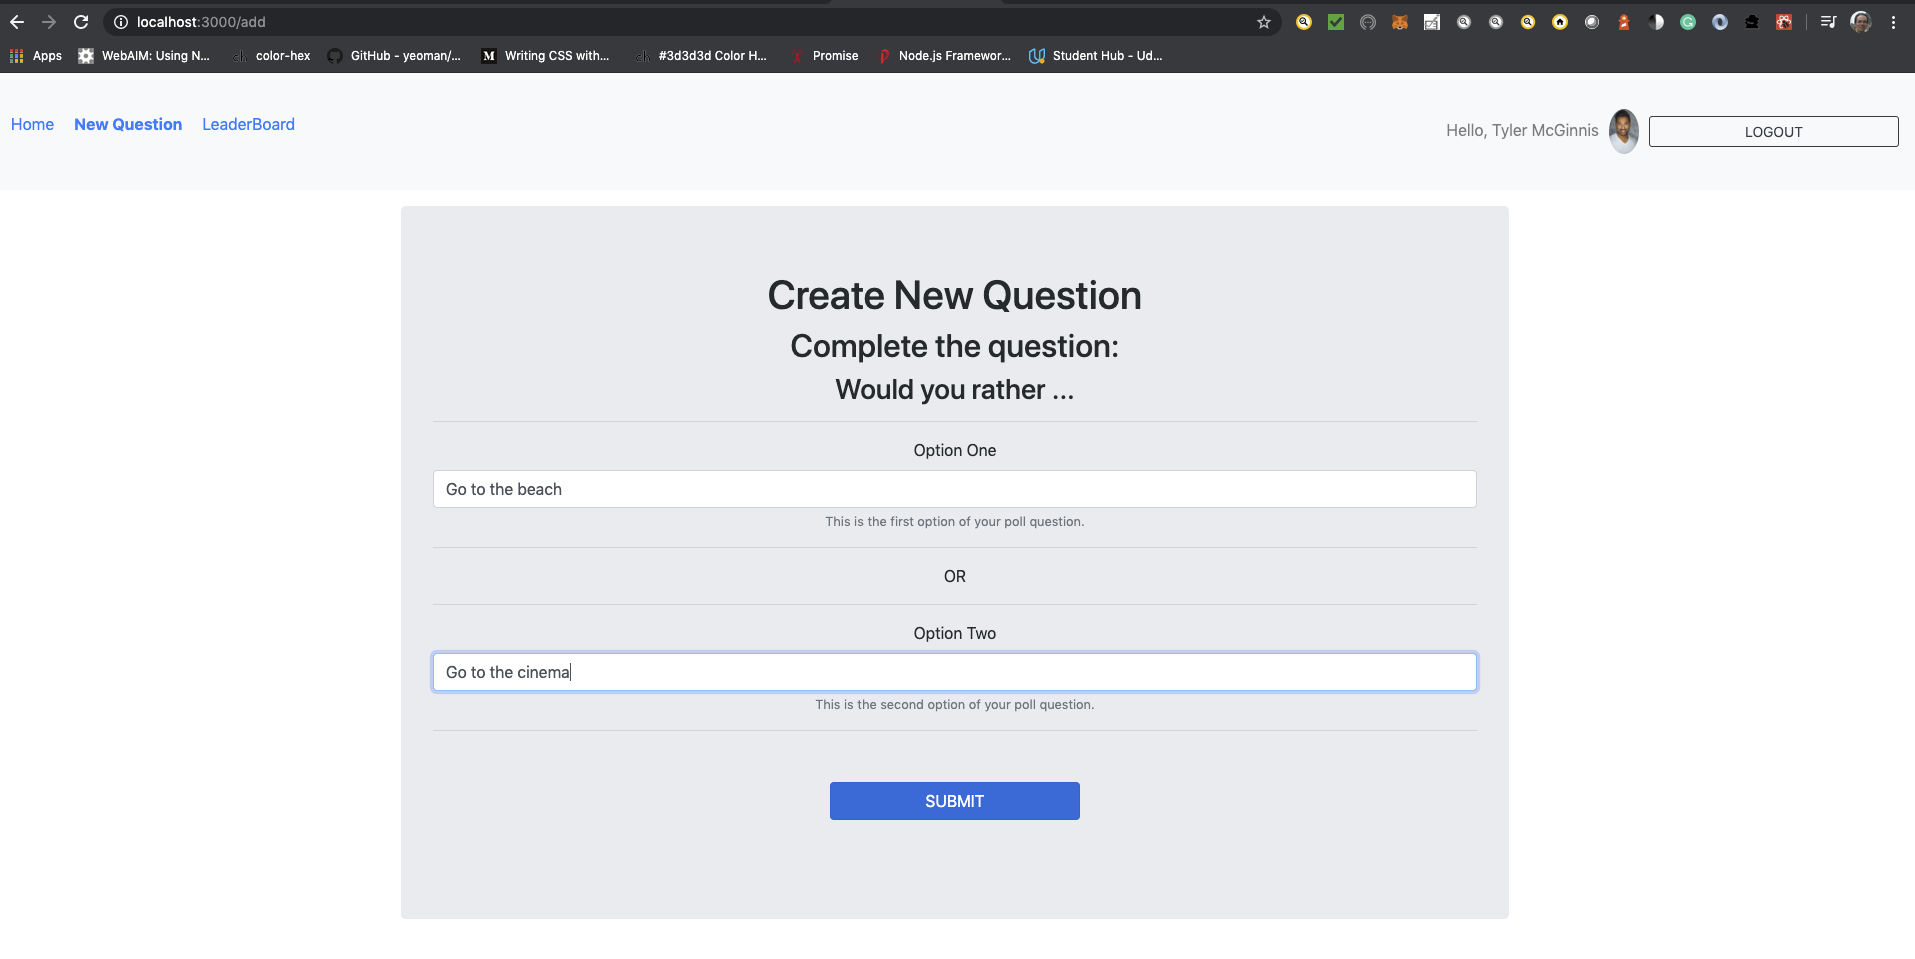 localhost:3000/add
Apps WebAIM: Using N... ch color-hex GitHub - yeoman/... M Writing CSS with... ch #3d3d3d Color H... Promise Node.js Framewor... Student Hub - Ud...
Home New Question LeaderBoard Hello, Tyler McGinnis LOGOUT
Create New Question
Complete the question:
Would you rather ...
Option One
Go to the beach
This is the first option of your poll question.
OR
Option Two
Go to the cinema
This is the second option of your poll question.
SUBMIT